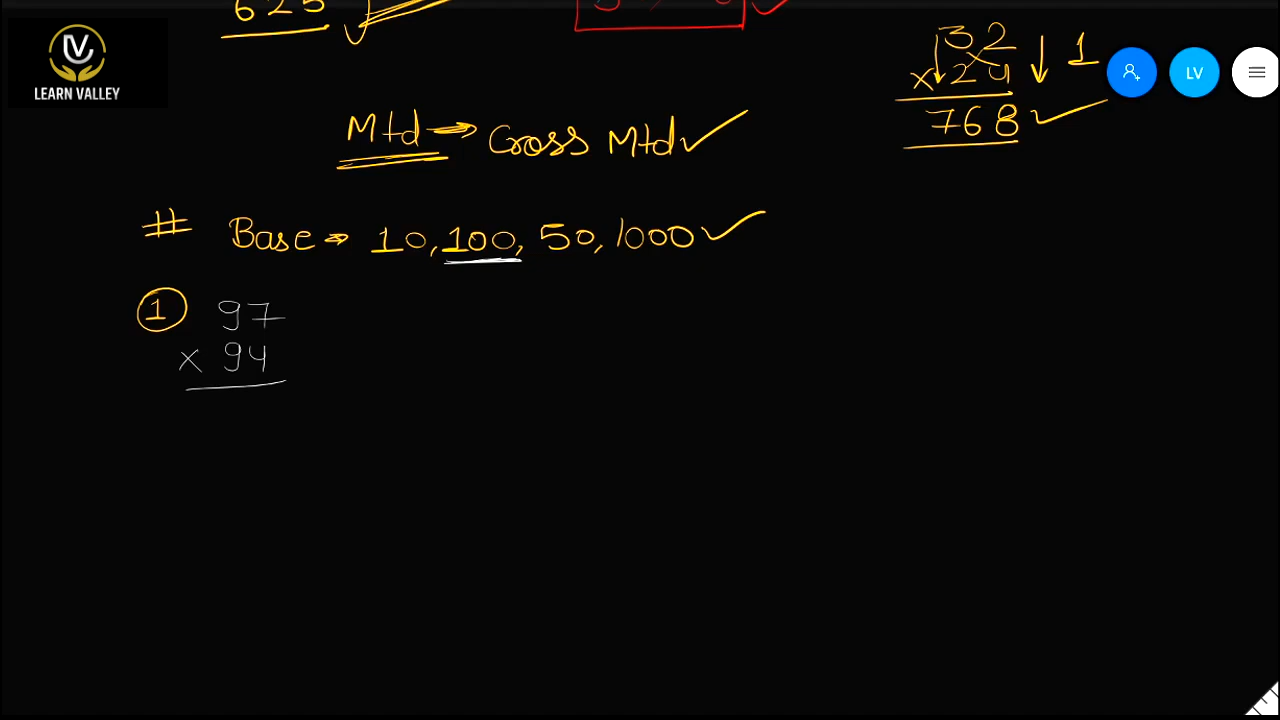 625
32
x 24 1
768
LV
LEARN VALLEY
LV
Mtd → Cross Mtd ✓
# Base → 10, 100, 50, 1000 ✓
1 97
x 94